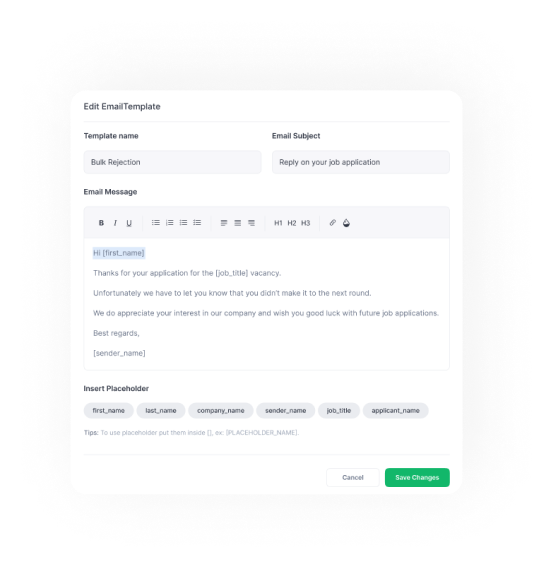 Edit EmailTemplate
Template name
Email Subject
Bulk Rejection
Reply on your job application
Email Message
B I U H1 H2 H3
Hi [first_name]
Thanks for your application for the [job_title] vacancy.
Unfortunately we have to let you know that you didn't make it to the next round.
We do appreciate your interest in our company and wish you good luck with future job applications.
Best regards,
[sender_name]
Insert Placeholder
first_name last_name company_name sender_name job_title applicant_name
Tips: To use placeholder put them inside [], ex: [PLACEHOLDER_NAME].
Cancel Save Changes